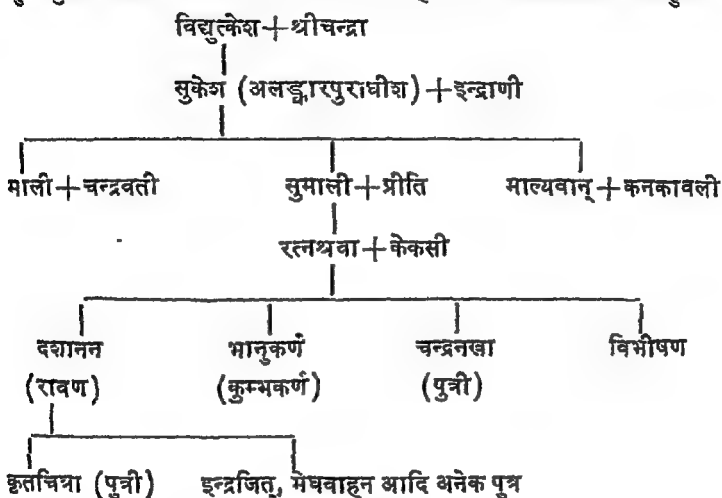 विद्युत्केश+श्रीचन्द्रा
सुकेश (अलङ्कारपुराधीश)+इन्द्राणी
माली+चन्द्रवती सुमाली+प्रीति माल्यवान्+कनकावली
रत्नश्रवा+केकसी
दशानन भानुकर्ण चन्द्रनखा विभीषण
(रावण) (कुम्भकर्ण) (पुत्री)
कृतचित्रा (पुत्री) इन्द्रजित्, मेघवाहन आदि अनेक पुत्र